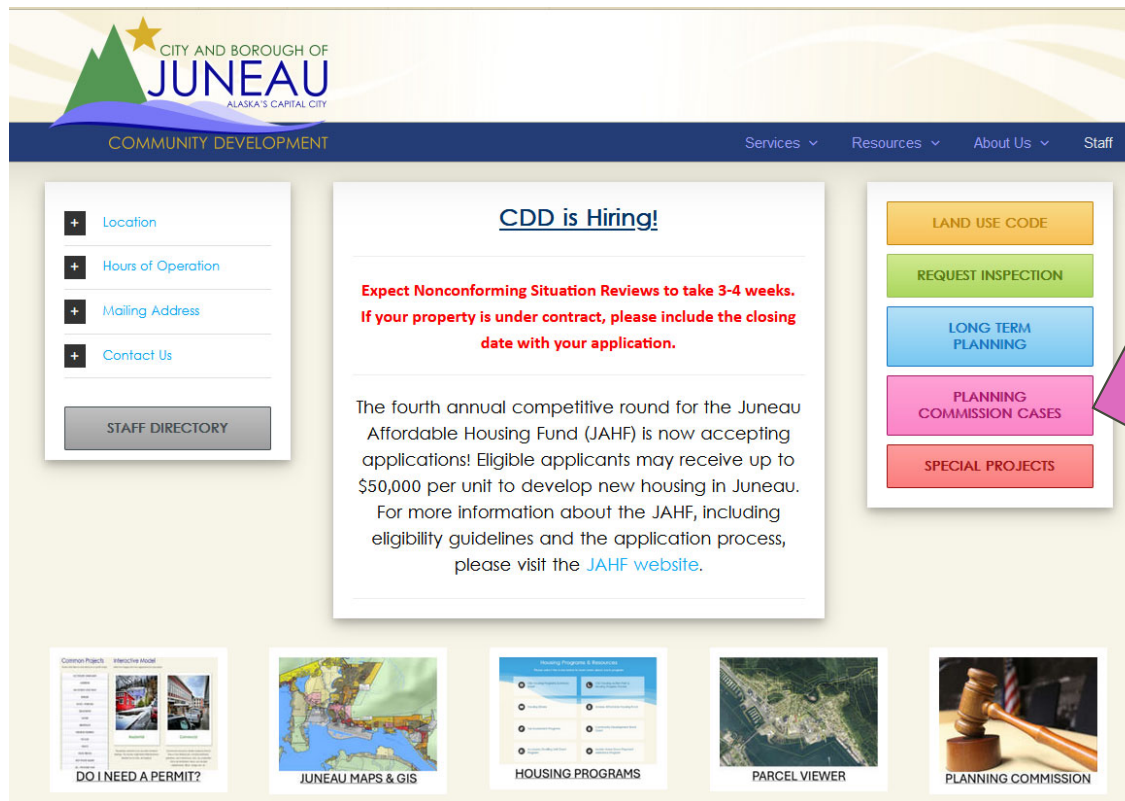 CITY AND BOROUGH OF
JUNEAU
ALASKA'S CAPITAL CITY
COMMUNITY DEVELOPMENT
Services
Resources
About Us
Staff
Location
Hours of Operation
Mailing Address
Contact Us
STAFF DIRECTORY
CDD is Hiring!
Expect Nonconforming Situation Reviews to take 3-4 weeks.
If your property is under contract, please include the closing
date with your application.
The fourth annual competitive round for the Juneau
Affordable Housing Fund (JAHF) is now accepting
applications! Eligible applicants may receive up to
$50,000 per unit to develop new housing in Juneau.
For more information about the JAHF, including
eligibility guidelines and the application process,
please visit the JAHF website.
LAND USE CODE
REQUEST INSPECTION
LONG TERM
PLANNING
PLANNING
COMMISSION CASES
SPECIAL PROJECTS
Common Projects
Interactive Model
Housing Programs & Resources
DO I NEED A PERMIT?
JUNEAU MAPS & GIS
HOUSING PROGRAMS
PARCEL VIEWER
PLANNING COMMISSION